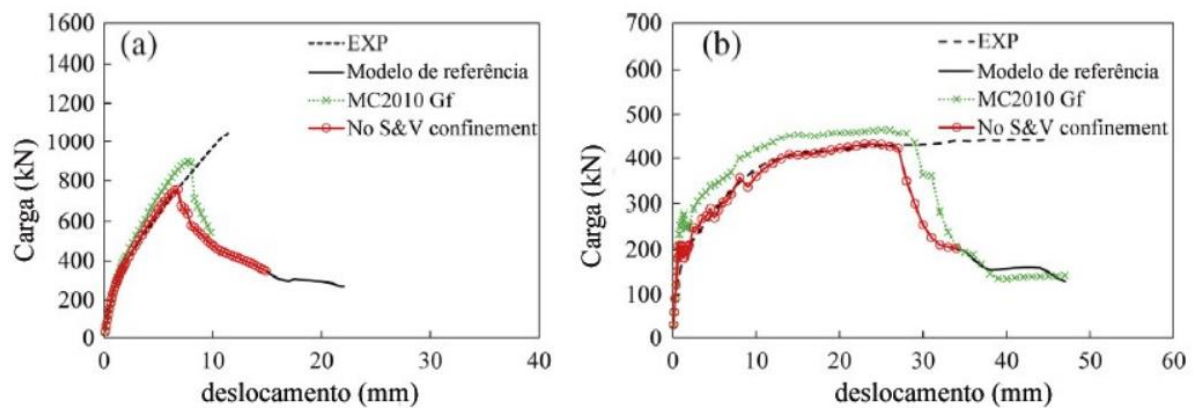 (a)
EXP
Modelo de referência
MC2010 Gf
No S&V confinement
1600
1400
1200
1000
800
600
400
200
0
Carga (kN)
0 10 20 30 40
deslocamento (mm)
(b)
EXP
Modelo de referência
MC2010 Gf
No S&V confinement
700
600
500
400
300
200
100
0
Carga (kN)
0 10 20 30 40 50 60
deslocamento (mm)